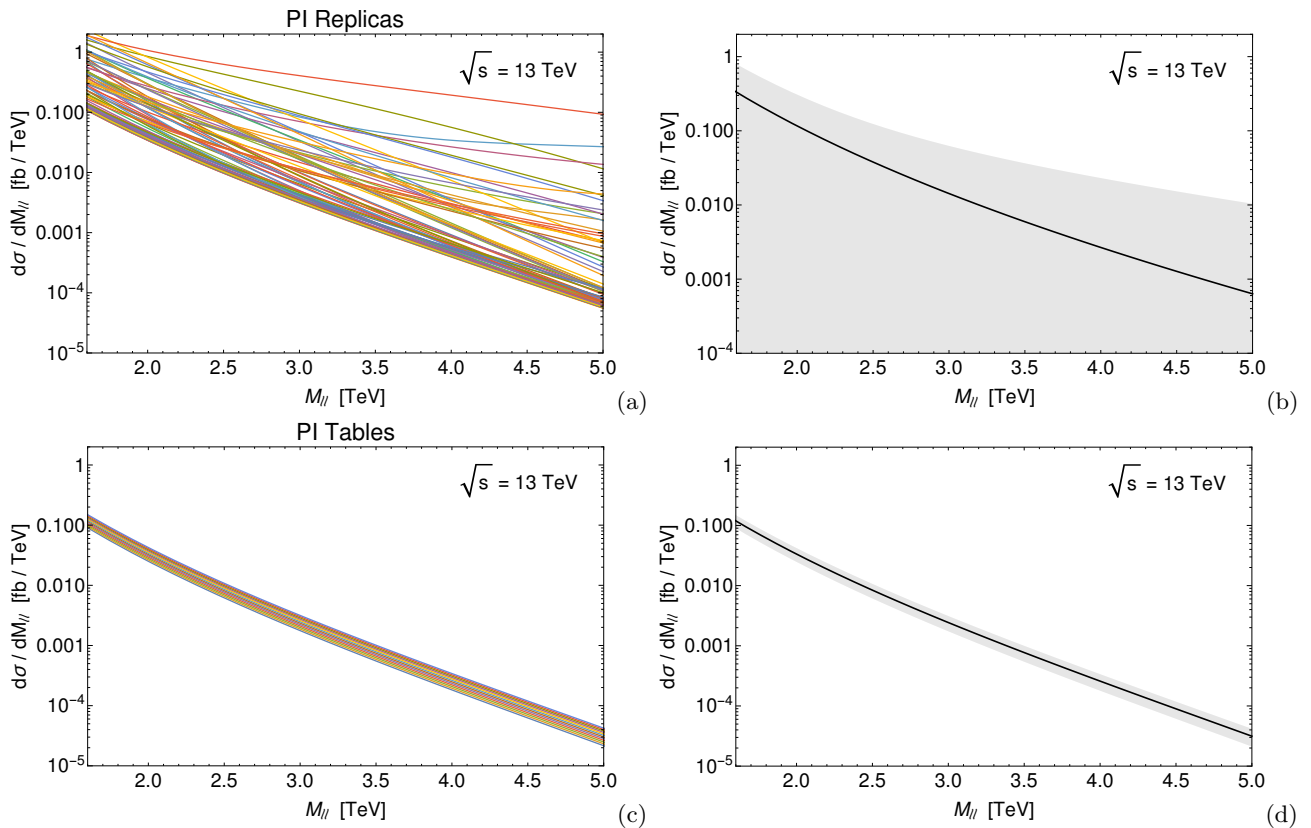 PI Replicas
√s = 13 TeV
dσ / dM_ll [fb / TeV]
1
0.100
0.010
0.001
10^-4
10^-5
2.0 2.5 3.0 3.5 4.0 4.5 5.0
M_ll [TeV]
(a)
√s = 13 TeV
dσ / dM_ll [fb / TeV]
1
0.100
0.010
0.001
10^-4
2.0 2.5 3.0 3.5 4.0 4.5 5.0
M_ll [TeV]
(b)
PI Tables
√s = 13 TeV
dσ / dM_ll [fb / TeV]
1
0.100
0.010
0.001
10^-4
10^-5
2.0 2.5 3.0 3.5 4.0 4.5 5.0
M_ll [TeV]
(c)
√s = 13 TeV
dσ / dM_ll [fb / TeV]
1
0.100
0.010
0.001
10^-4
10^-5
2.0 2.5 3.0 3.5 4.0 4.5 5.0
M_ll [TeV]
(d)